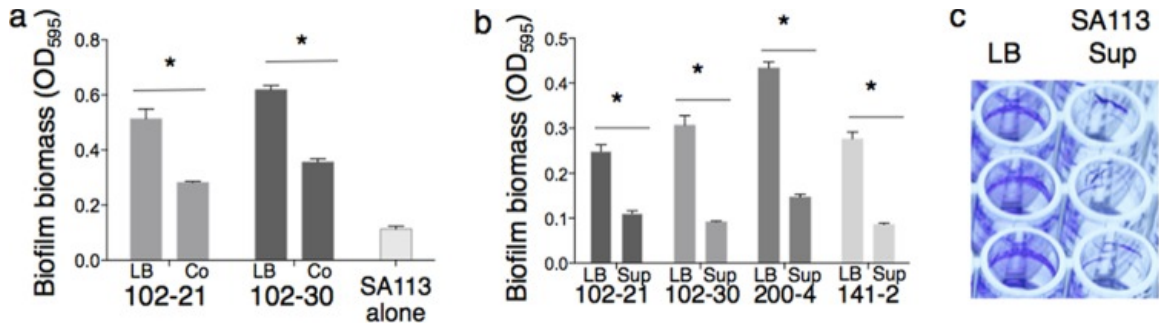 a
Biofilm biomass (OD595)
0.8
0.6
0.4
0.2
0.0
*
*
LB Co LB Co
102-21 102-30 SA113
alone
b
Biofilm biomass (OD595)
0.5
0.4
0.3
0.2
0.1
0.0
*
*
*
*
LB Sup LB Sup LB Sup LB Sup
102-21 102-30 200-4 141-2
c
SA113
LB Sup